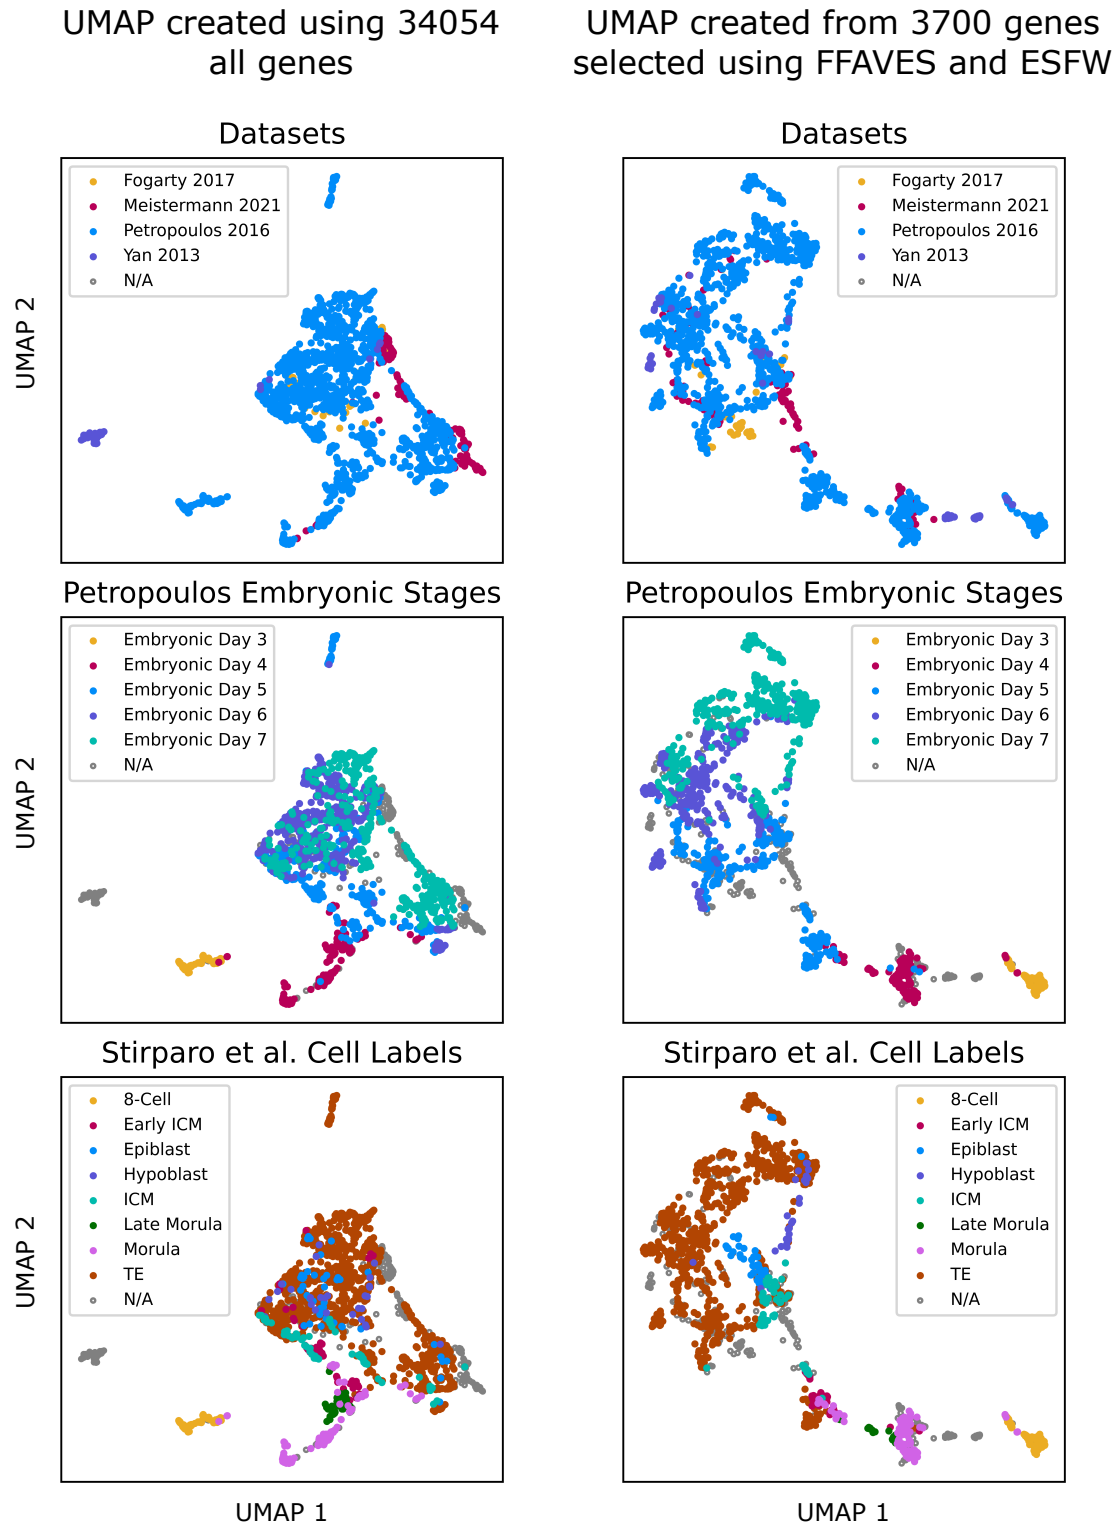 UMAP created using 34054
all genes
UMAP created from 3700 genes
selected using FFAVES and ESFW
Datasets
Fogarty 2017
Meistermann 2021
Petropoulos 2016
Yan 2013
N/A
UMAP 2
Datasets
Fogarty 2017
Meistermann 2021
Petropoulos 2016
Yan 2013
N/A
Petropoulos Embryonic Stages
Embryonic Day 3
Embryonic Day 4
Embryonic Day 5
Embryonic Day 6
Embryonic Day 7
N/A
UMAP 2
Petropoulos Embryonic Stages
Embryonic Day 3
Embryonic Day 4
Embryonic Day 5
Embryonic Day 6
Embryonic Day 7
N/A
Stirparo et al. Cell Labels
8-Cell
Early ICM
Epiblast
Hypoblast
ICM
Late Morula
Morula
TE
N/A
UMAP 2
UMAP 1
Stirparo et al. Cell Labels
8-Cell
Early ICM
Epiblast
Hypoblast
ICM
Late Morula
Morula
TE
N/A
UMAP 1